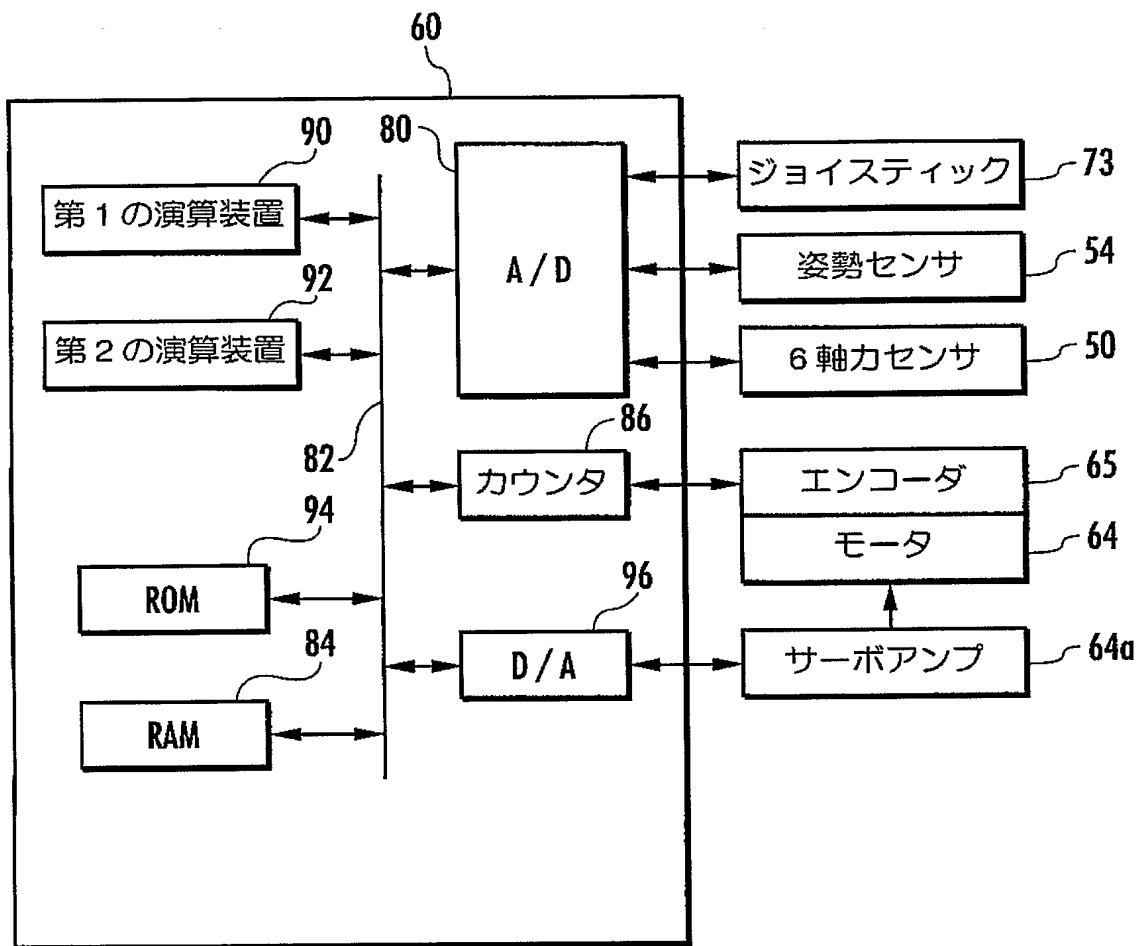 60
90
80
第1の演算装置
A/D
ジョイスティック
73
92
姿勢センサ
54
第2の演算装置
6軸力センサ
50
82
86
カウンタ
エンコーダ
65
94
モータ
64
ROM
96
84
D/A
サーボアンプ
64a
RAM